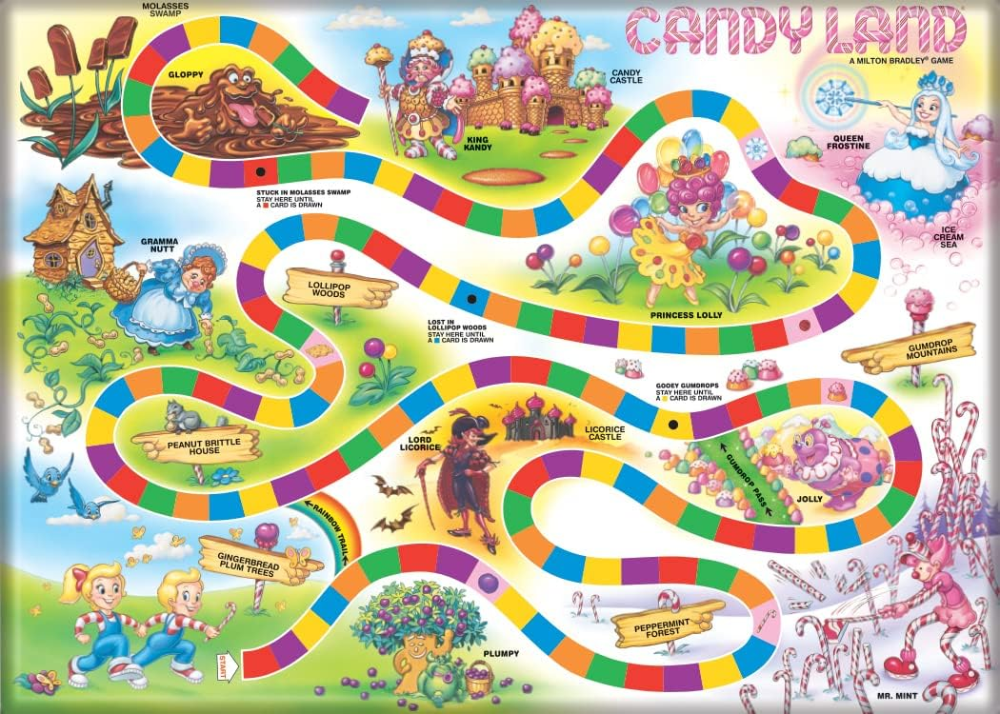 MOLASSES
SWAMP
CANDY LAND
A MILTON BRADLEY® GAME
GLOPPY
CANDY
CASTLE
KING
KANDY
QUEEN
FROSTINE
STUCK IN MOLASSES SWAMP
STAY HERE UNTIL
A CARD IS DRAWN
ICE
CREAM
SEA
GRAMMA
NUTT
LOLLIPOP
WOODS
PRINCESS LOLLY
LOST IN
LOLLIPOP WOODS
STAY HERE UNTIL
A CARD IS DRAWN
GUMDROP
MOUNTAINS
GOOEY GUMDROPS
STAY HERE UNTIL
A CARD IS DRAWN
PEANUT BRITTLE
HOUSE
LORD
LICORICE
LICORICE
CASTLE
GUMDROP PASS
JOLLY
RAINBOW TRAIL
GINGERBREAD
PLUM TREES
PEPPERMINT
FOREST
START
PLUMPY
MR. MINT